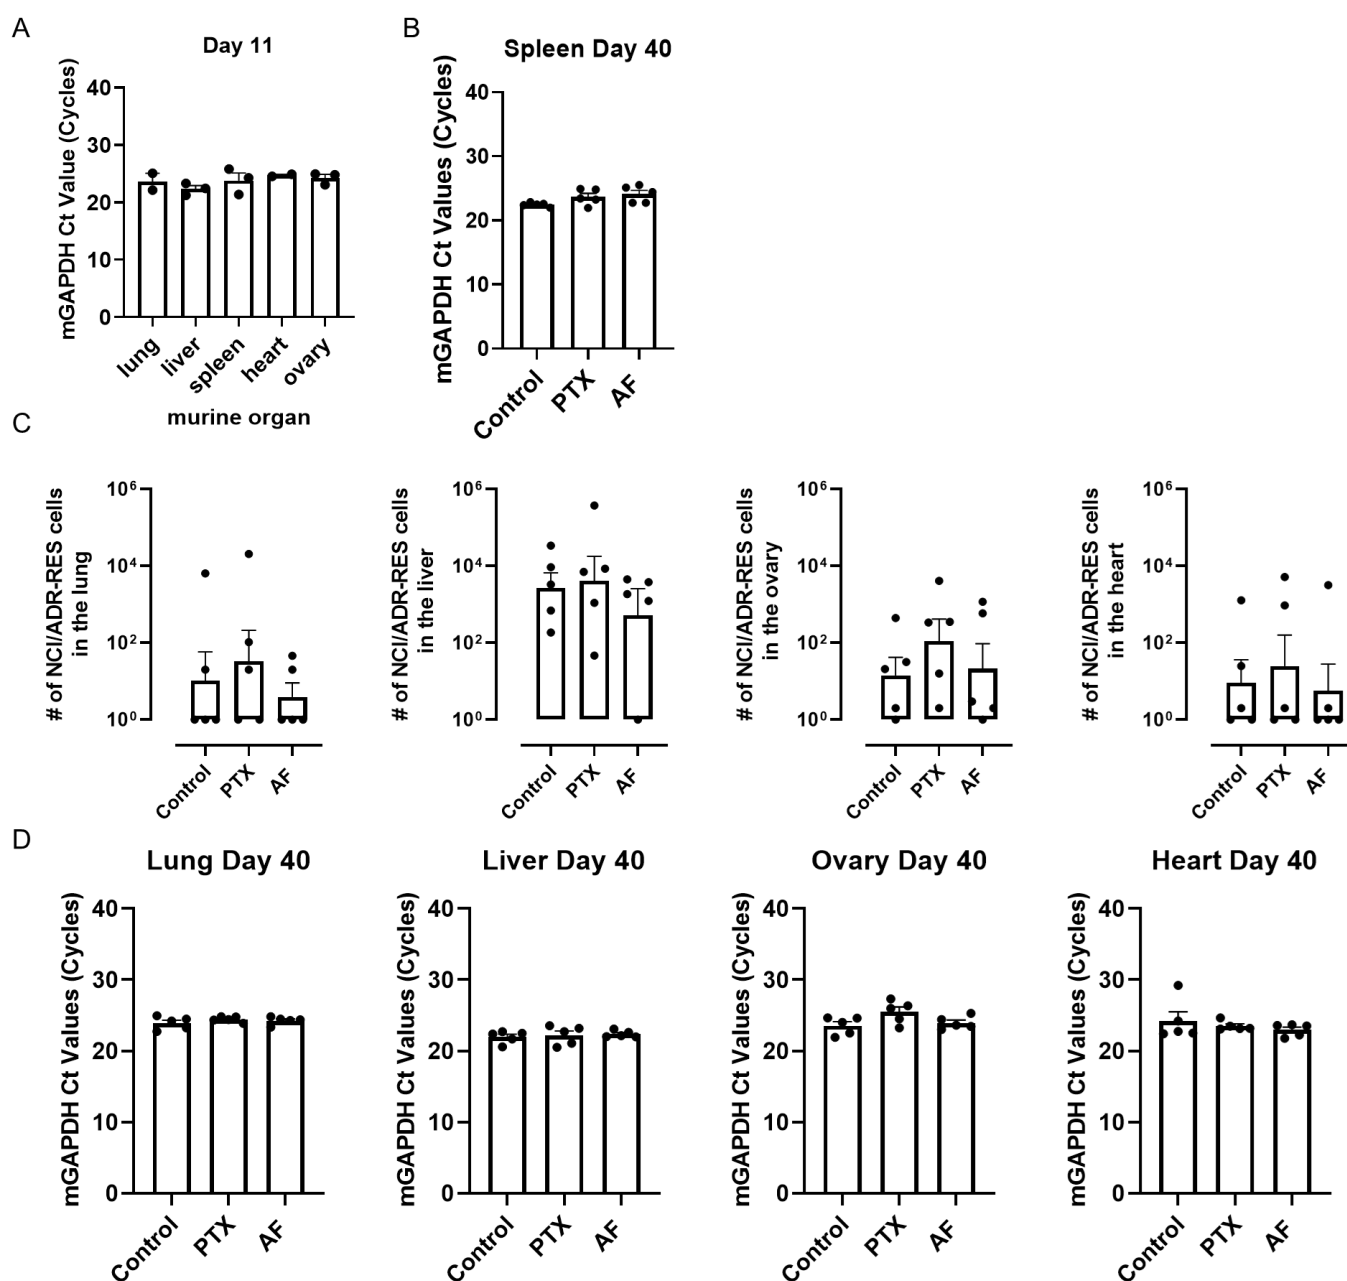 A
Day 11
mGAPDH Ct Value (Cycles)
40
30
20
10
0
lung
liver
spleen
heart
ovary
murine organ
B
Spleen Day 40
mGAPDH Ct Values (Cycles)
40
30
20
10
0
Control
PTX
AF
C
# of NCI/ADR-RES cells
in the lung
10⁶
10⁴
10²
10⁰
Control
PTX
AF
# of NCI/ADR-RES cells
in the liver
10⁶
10⁴
10²
10⁰
Control
PTX
AF
# of NCI/ADR-RES cells
in the ovary
10⁶
10⁴
10²
10⁰
Control
PTX
AF
# of NCI/ADR-RES cells
in the heart
10⁶
10⁴
10²
10⁰
Control
PTX
AF
D
Lung Day 40
mGAPDH Ct Values (Cycles)
40
30
20
10
0
Control
PTX
AF
Liver Day 40
mGAPDH Ct Values (Cycles)
40
30
20
10
0
Control
PTX
AF
Ovary Day 40
mGAPDH Ct Values (Cycles)
40
30
20
10
0
Control
PTX
AF
Heart Day 40
mGAPDH Ct Values (Cycles)
40
30
20
10
0
Control
PTX
AF